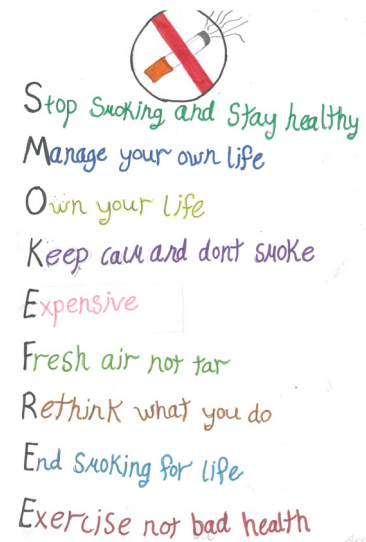 Stop Smoking and Stay healthy
Manage your own life
Own your life
Keep calm and dont smoke
Expensive
Fresh air not tar
Rethink what you do
End smoking for life
Exercise not bad health